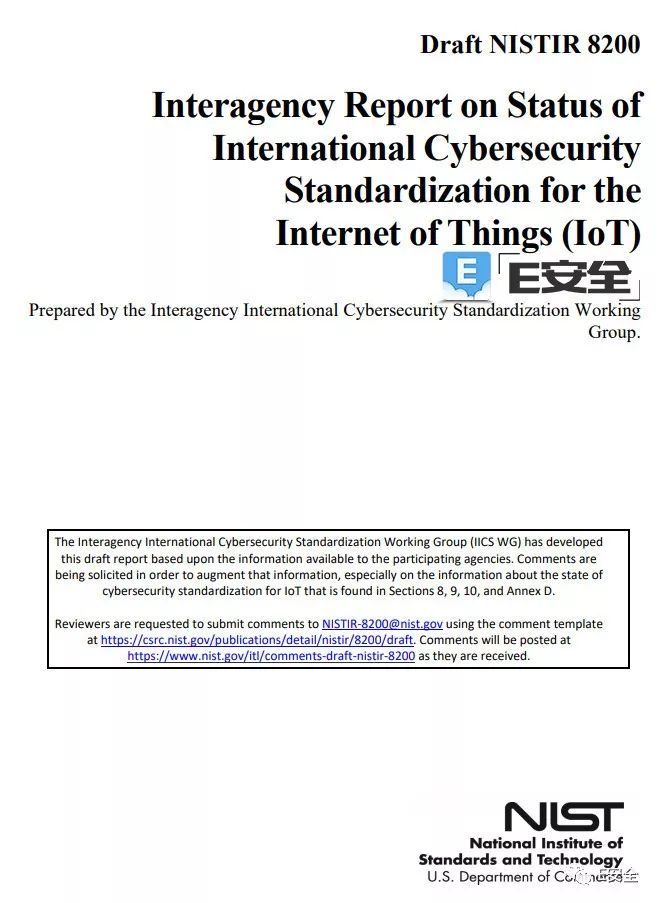 Draft NISTIR 8200
Interagency Report on Status of
International Cybersecurity
Standardization for the
Internet of Things (IoT)
E
E安全
Prepared by the Interagency International Cybersecurity Standardization Working
Group.
The Interagency International Cybersecurity Standardization Working Group (IICS WG) has developed
this draft report based upon the information available to the participating agencies. Comments are
being solicited in order to augment that information, especially on the information about the state of
cybersecurity standardization for IoT that is found in Sections 8, 9, 10, and Annex D.
Reviewers are requested to submit comments to NISTIR-8200@nist.gov using the comment template
at https://csrc.nist.gov/publications/detail/nistir/8200/draft. Comments will be posted at
https://www.nist.gov/itl/comments-draft-nistir-8200 as they are received.
NIST
National Institute of
Standards and Technology
U.S. Department of
E安全